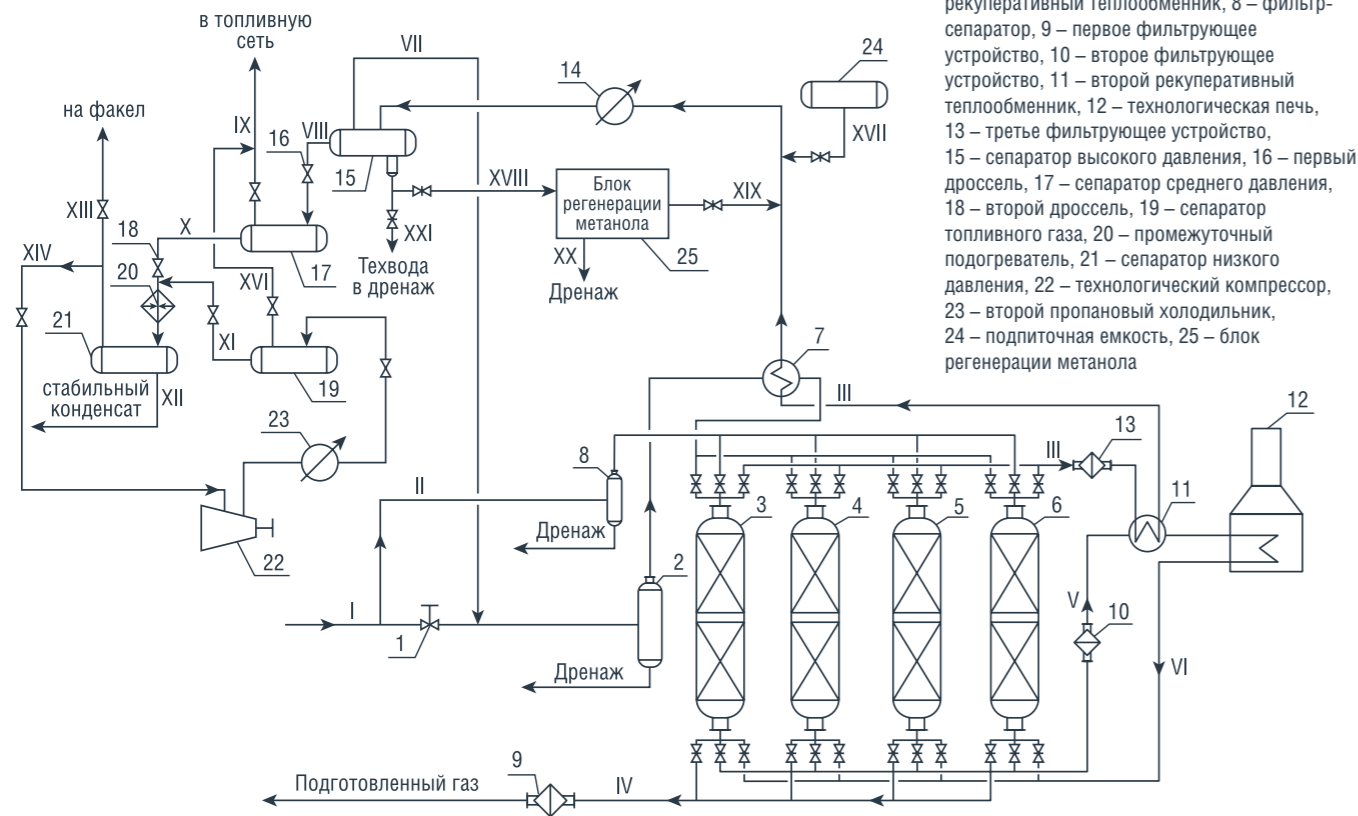 рекуперативный теплообменник, 8 – фильтр-
сепаратор, 9 – первое фильтрующее
устройство, 10 – второе фильтрующее
устройство, 11 – второй рекуперативный
теплообменник, 12 – технологическая печь,
13 – третье фильтрующее устройство,
15 – сепаратор высокого давления, 16 – первый
дроссель, 17 – сепаратор среднего давления,
18 – второй дроссель, 19 – сепаратор
топливного газа, 20 – промежуточный
подогреватель, 21 – сепаратор низкого
давления, 22 – технологический компрессор,
23 – второй пропановый холодильник,
24 – подпиточная емкость, 25 – блок
регенерации метанола
в топливную
сеть
VII
14
24
на факел
IX
16
VIII
XVII
15
XVIII
Блок
регенерации
метанола
XIX
XIII
X
18
XXI
XX
25
XIV
17
Техвода
в дренаж
Дренаж
20
XVI
21
XI
7
стабильный
конденсат
XII
19
III
12
23
13
8
III
II
11
3
4
5
6
Дренаж
22
2
I
V
10
1
Дренаж
VI
9
Подготовленный газ
IV